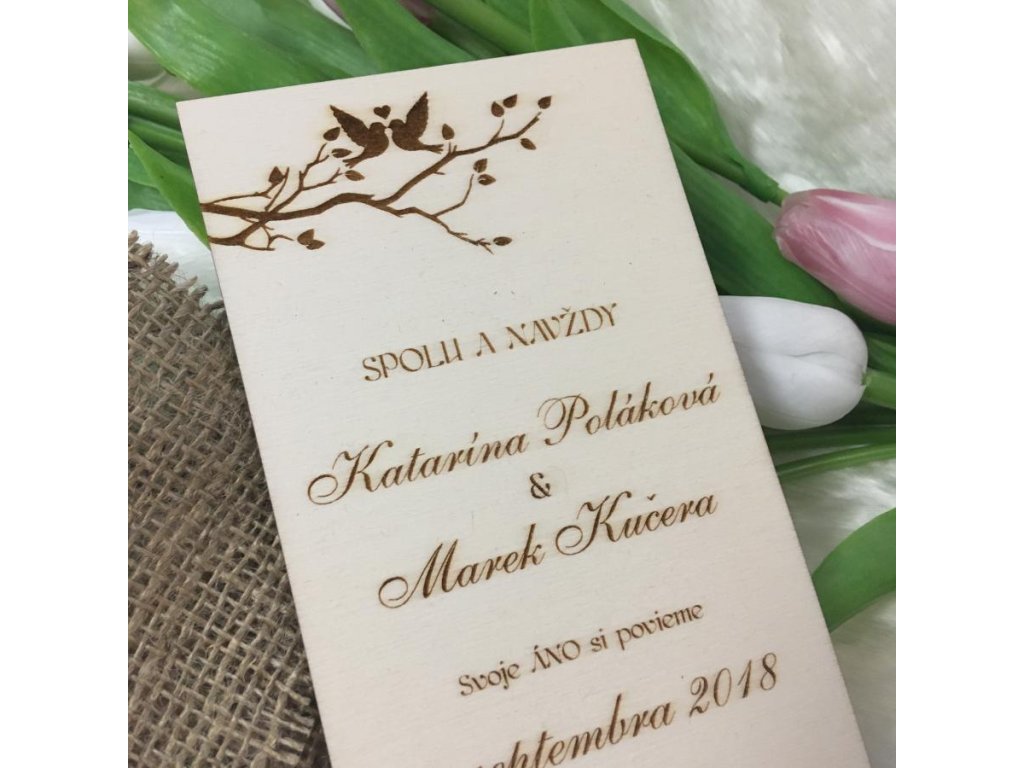 SPOLU A NAVŽDY
Katarína Poláková
&
Marek Kučera
Svoje ÁNO si povieme
2018